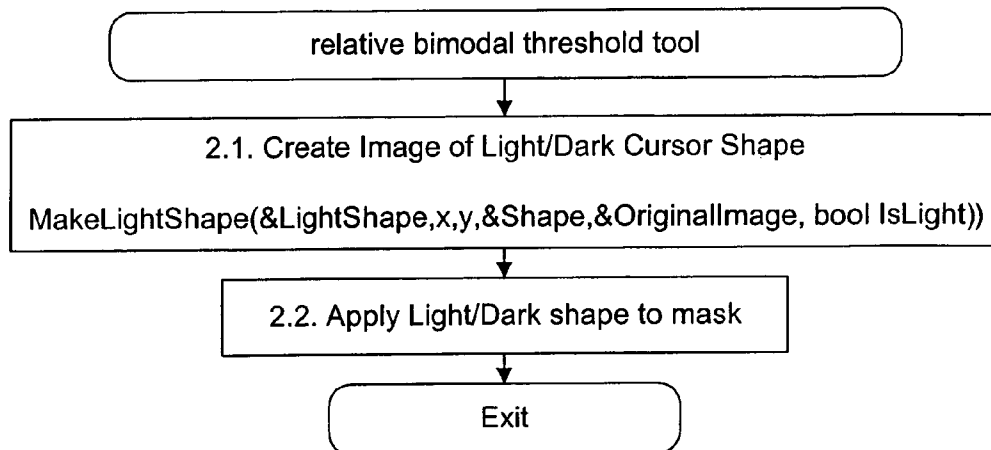 relative bimodal threshold tool
2.1. Create Image of Light/Dark Cursor Shape
MakeLightShape(&LightShape,x,y,&Shape,&OriginalImage, bool IsLight))
2.2. Apply Light/Dark shape to mask
Exit